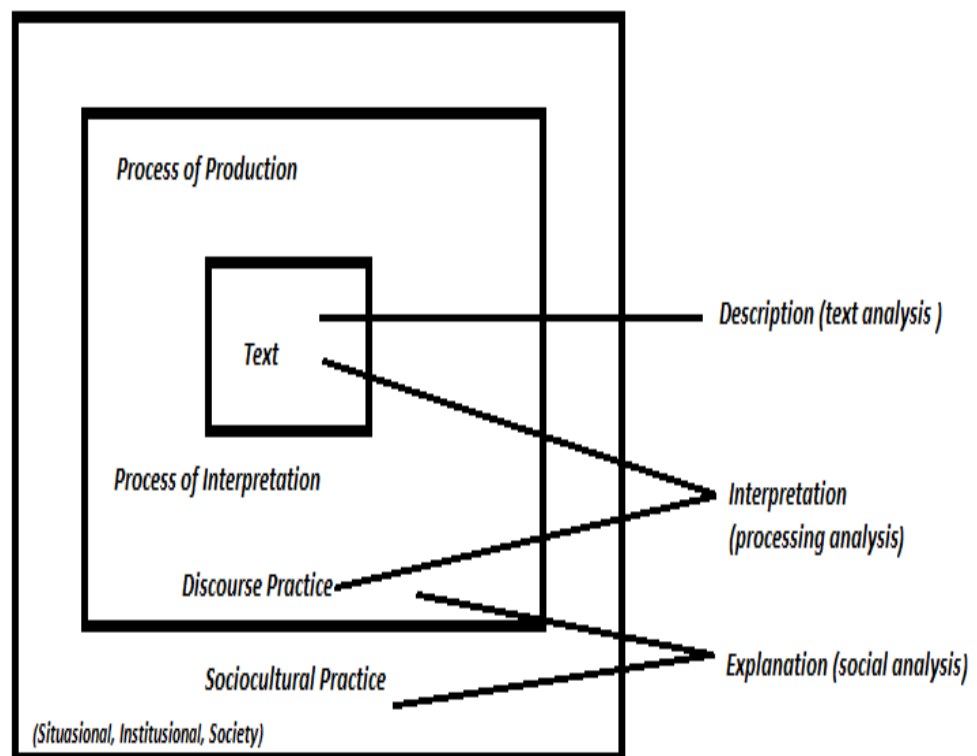 Process of Production
Description (text analysis )
Text
Process of Interpretation
Interpretation
(processing analysis)
Discourse Practice
Explanation (social analysis)
Sociocultural Practice
(Situasional, Institusional, Society)